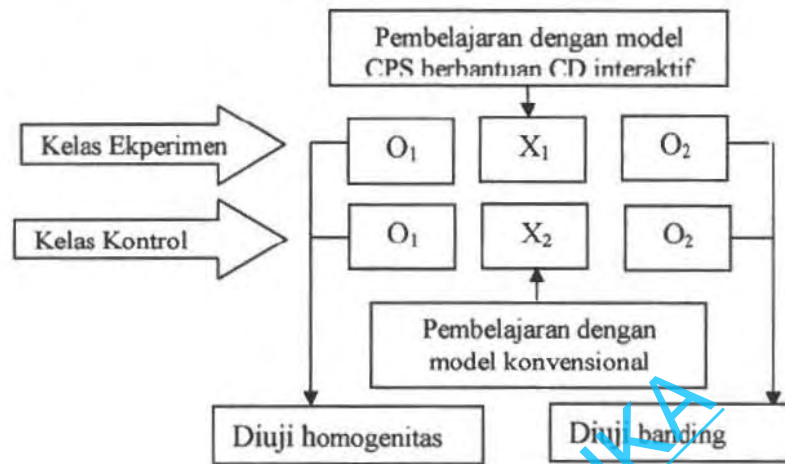 Pembelajaran dengan model
CPS berbantuan CD interaktif
Kelas Ekperimen
O₁
X₁
O₂
Kelas Kontrol
O₁
X₂
O₂
Pembelajaran dengan
model konvensional
Diuji homogenitas
Diuji banding
UKA